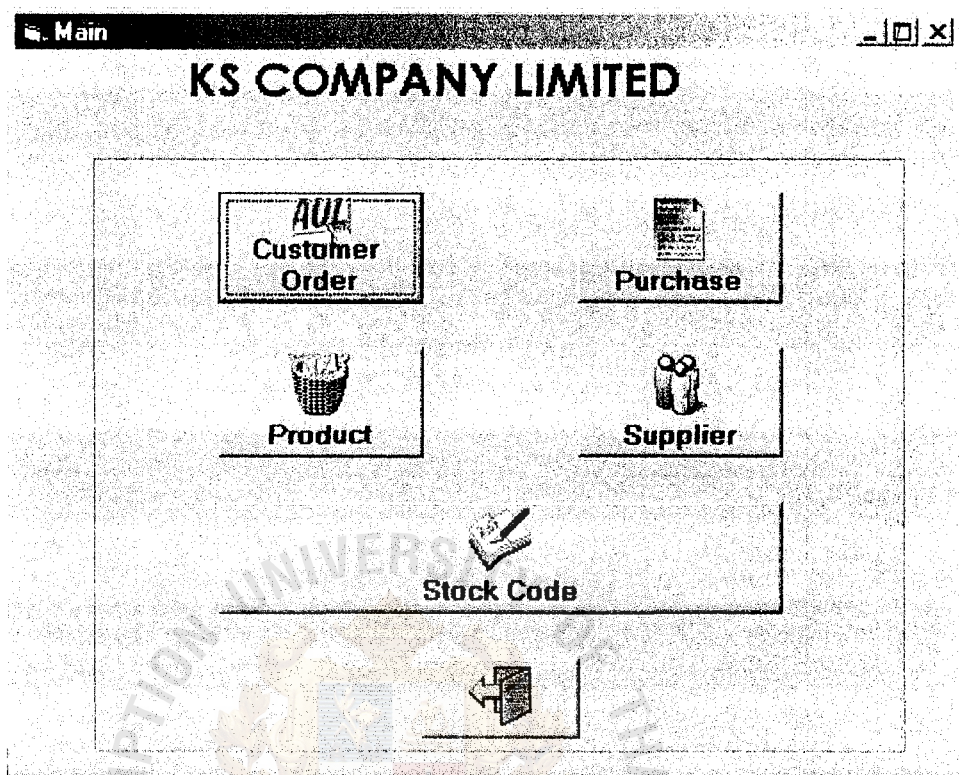 Main
KS COMPANY LIMITED
Customer
Order
Purchase
Product
Supplier
Stock Code